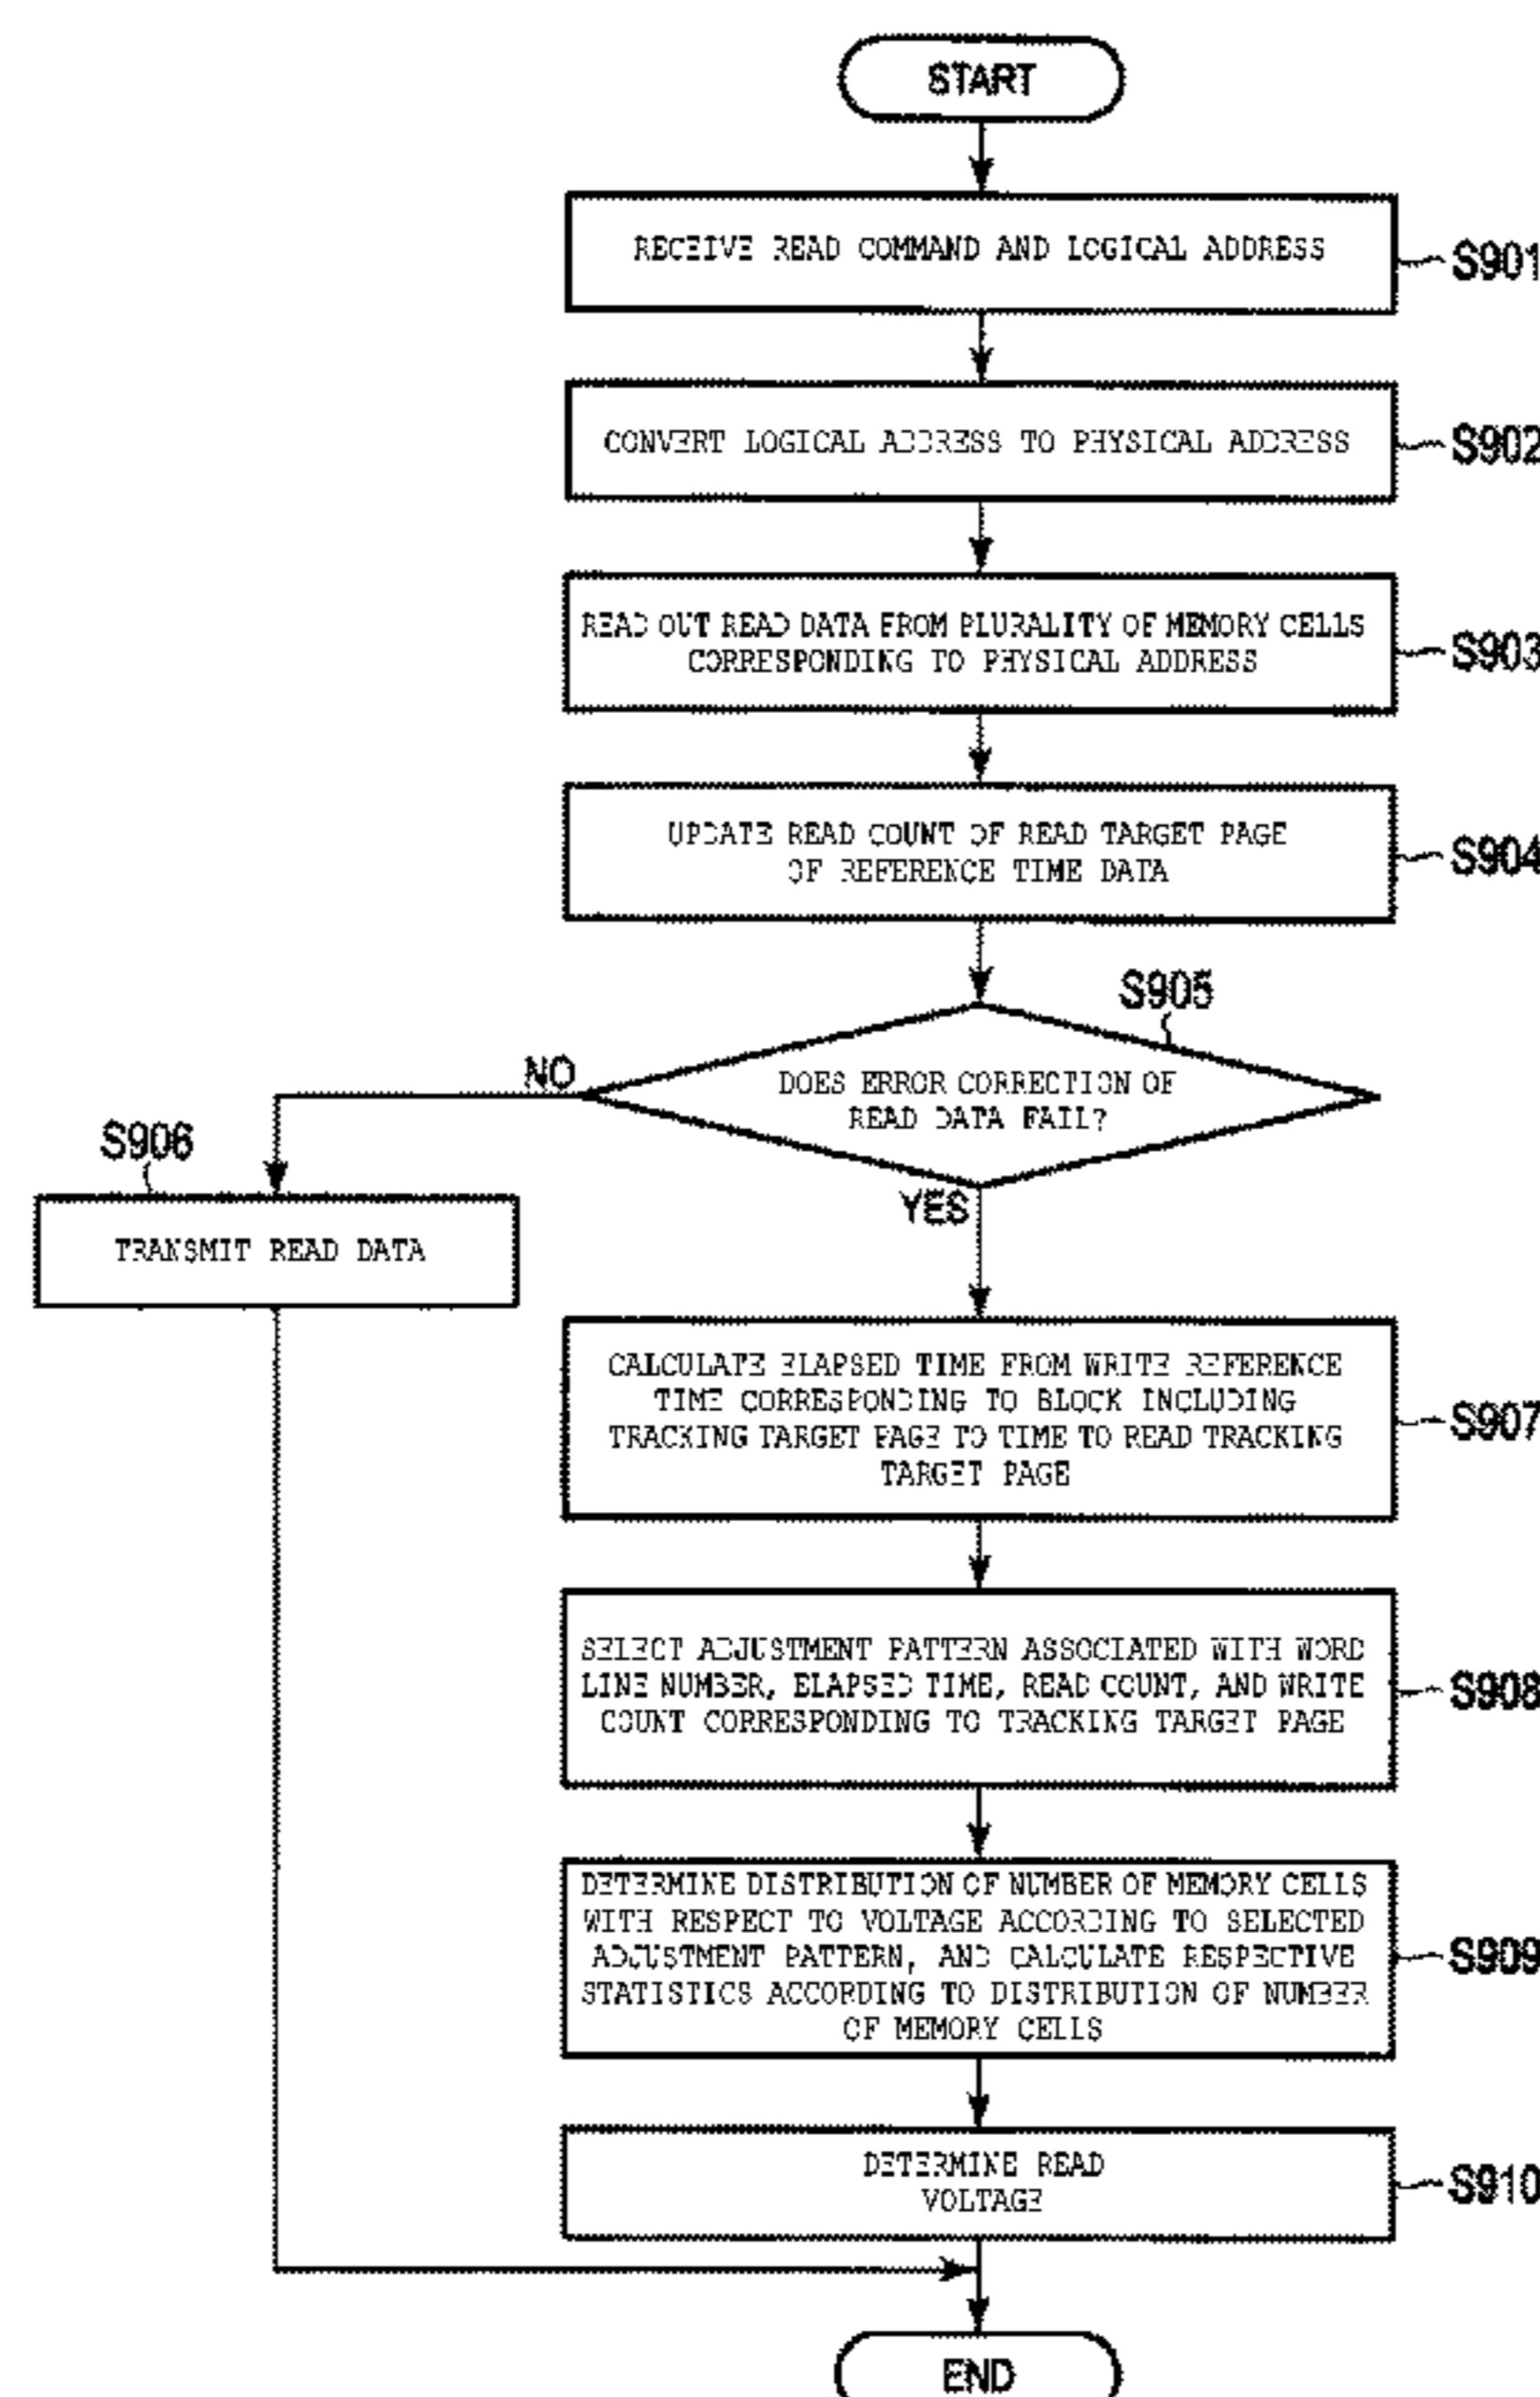 START
RECEIVE READ COMMAND AND LOGICAL ADDRESS
S901
CONVERT LOGICAL ADDRESS TO PHYSICAL ADDRESS
S902
READ OUT READ DATA FROM PLURALITY OF MEMORY CELLS
CORRESPONDING TO PHYSICAL ADDRESS
S903
UPDATE READ COUNT OF READ TARGET PAGE
OF REFERENCE TIME DATA
S904
S905
DOES ERROR CORRECTION OF
READ DATA FAIL?
NO
YES
S906
TRANSMIT READ DATA
CALCULATE ELAPSED TIME FROM WRITE REFERENCE
TIME CORRESPONDING TO BLOCK INCLUDING
TRACKING TARGET PAGE TO TIME TO READ TRACKING
TARGET PAGE
S907
SELECT ADJUSTMENT PATTERN ASSOCIATED WITH WORD
LINE NUMBER, ELAPSED TIME, READ COUNT, AND WRITE
COUNT CORRESPONDING TO TRACKING TARGET PAGE
S908
DETERMINE DISTRIBUTION OF NUMBER OF MEMORY CELLS
WITH RESPECT TO VOLTAGE ACCORDING TO SELECTED
ADJUSTMENT PATTERN, AND CALCULATE RESPECTIVE
STATISTICS ACCORDING TO DISTRIBUTION OF NUMBER
OF MEMORY CELLS
S909
DETERMINE READ
VOLTAGE
S910
END